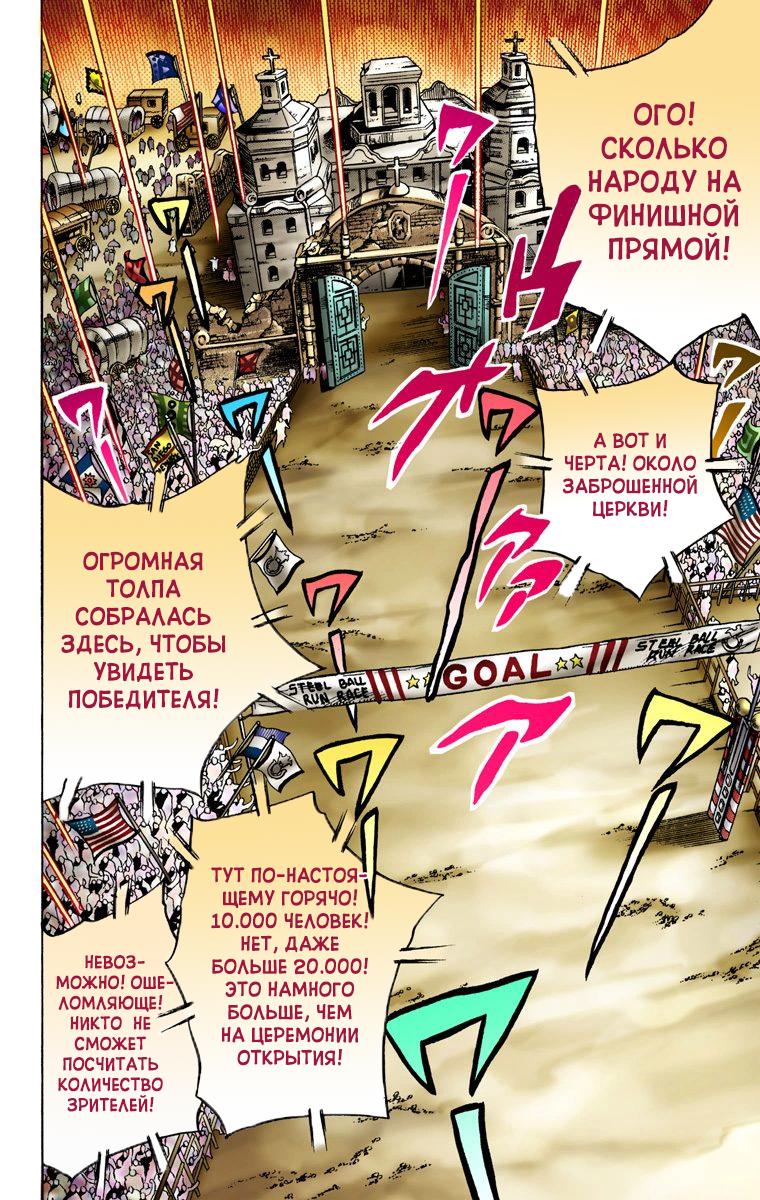 ОГО!
СКОЛЬКО
НАРОДУ НА
ФИНИШНОЙ
ПРЯМОЙ!
А ВОТ И
ЧЕРТА! ОКОЛО
ЗАБРОШЕННОЙ
ЦЕРКВИ!
ОГРОМНАЯ
ТОЛПА
СОБРАЛАСЬ
ЗДЕСЬ, ЧТОБЫ
УВИДЕТЬ
ПОБЕДИТЕЛЯ!
STEEL BALL
RUN RACE
GOAL
STEEL BALL
RUN RACE
ТУТ ПО-НАСТОЯ-
ЩЕМУ ГОРЯЧО!
10.000 ЧЕЛОВЕК!
НЕТ, ДАЖЕ
БОЛЬШЕ 20.000!
ЭТО НАМНОГО
БОЛЬШЕ, ЧЕМ
НА ЦЕРЕМОНИИ
ОТКРЫТИЯ!
НЕВОЗ-
МОЖНО! ОШЕ-
ЛОМЛЯЮЩЕ!
НИКТО НЕ
СМОЖЕТ
ПОСЧИТАТЬ
КОЛИЧЕСТВО
ЗРИТЕЛЕЙ!